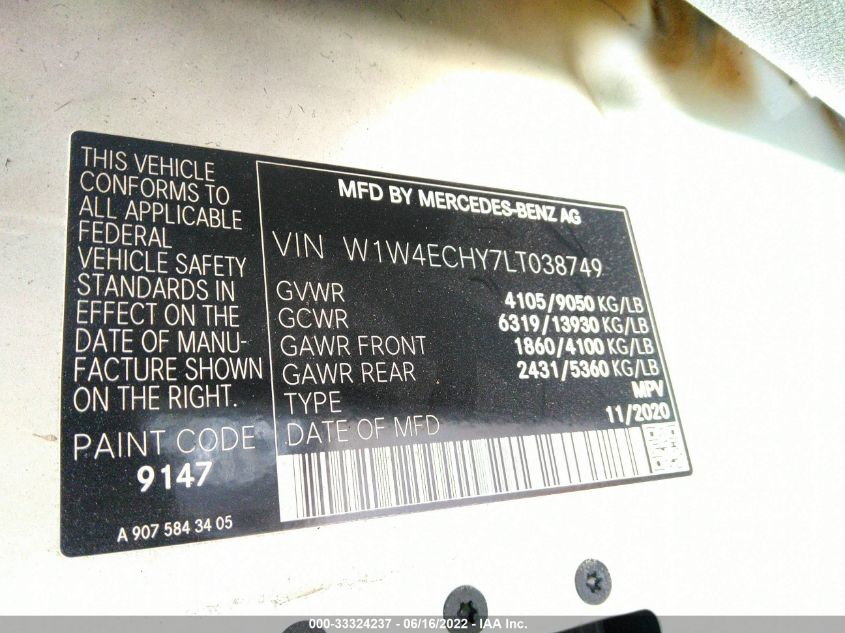 THIS VEHICLE
CONFORMS TO
ALL APPLICABLE
FEDERAL
VEHICLE SAFETY
STANDARDS IN
EFFECT ON THE
DATE OF MANU-
FACTURE SHOWN
ON THE RIGHT.
PAINT CODE
9147
A 907 584 34 05
MFD BY MERCEDES-BENZ AG
VIN W1W4ECHY7LT038749
GVWR 4105/9050 KG/LB
GCWR 6319/13930 KG/LB
GAWR FRONT 1860/4100 KG/LB
GAWR REAR 2431/5360 KG/LB
TYPE MPV
DATE OF MFD 11/2020
000-33324237 - 06/16/2022 - IAA Inc.